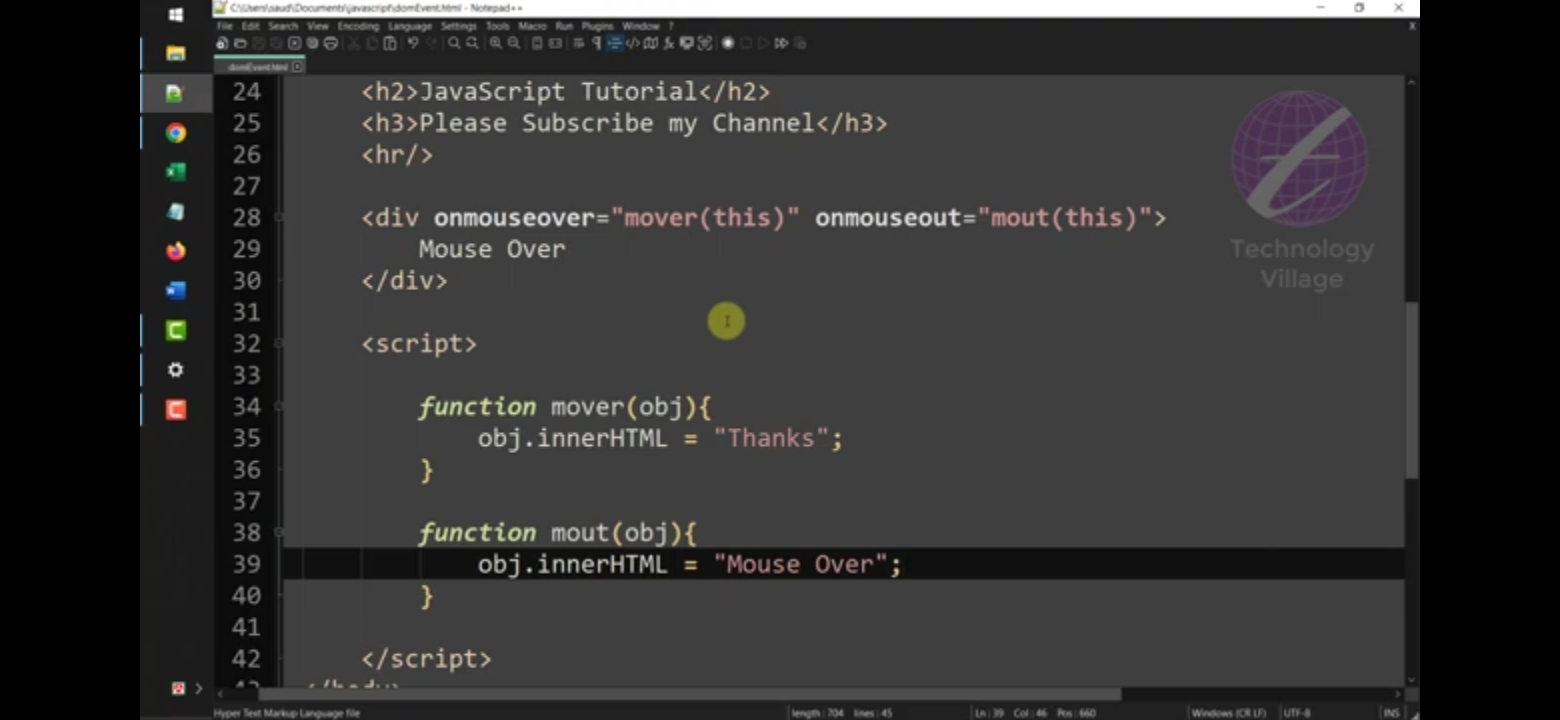 C:\Users\saud\Documents\javascript\domEvent.html - Notepad++
File Edit Search View Encoding Language Settings Tools Macro Run Plugins Window ?
domEvent.html
24 <h2>JavaScript Tutorial</h2>
25 <h3>Please Subscribe my Channel</h3>
26 <hr/>
27
28 <div onmouseover="mover(this)" onmouseout="mout(this)">
29 Mouse Over
30 </div>
31
32 <script>
33
34 function mover(obj){
35 obj.innerHTML = "Thanks";
36 }
37
38 function mout(obj){
39 obj.innerHTML = "Mouse Over";
40 }
41
42 </script>
43 </body>
Technology
Village
Hyper Text Markup Language file length : 704 lines : 45 Ln : 39 Col : 46 Pos : 660 Windows (CR LF) UTF-8 INS